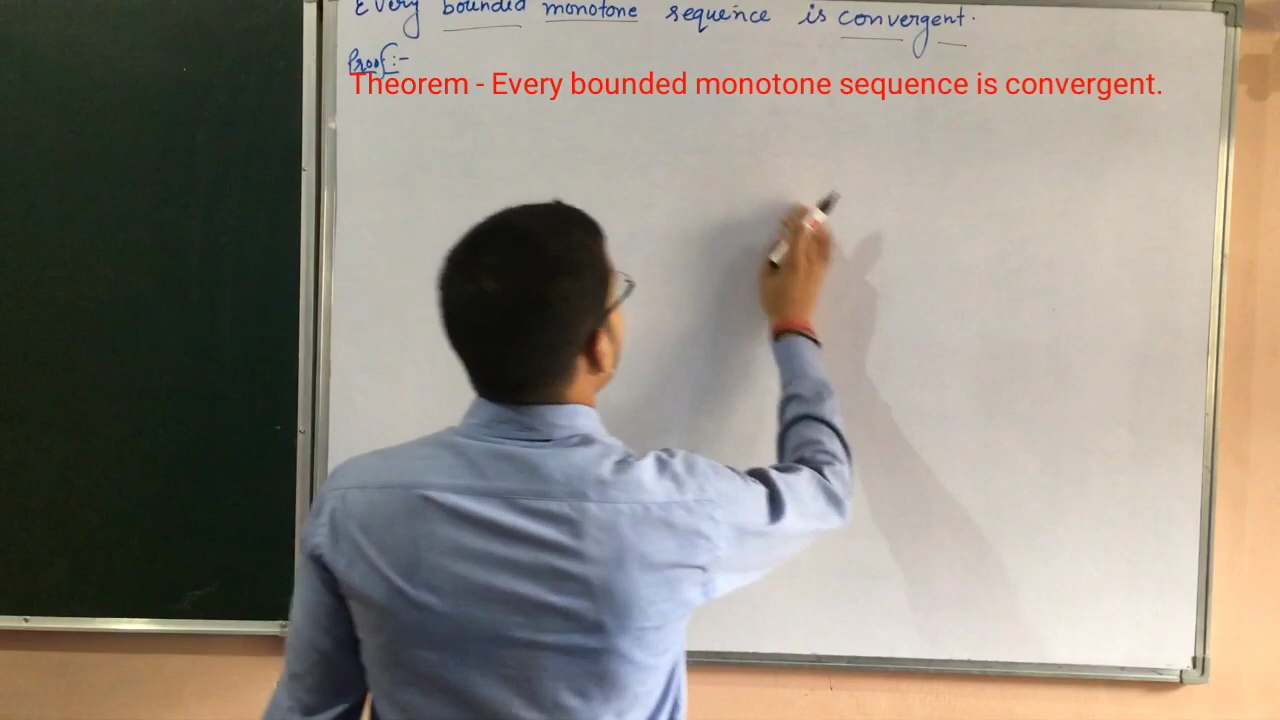 Every bounded monotone sequence is convergent.
Proof:-
Theorem - Every bounded monotone sequence is convergent.